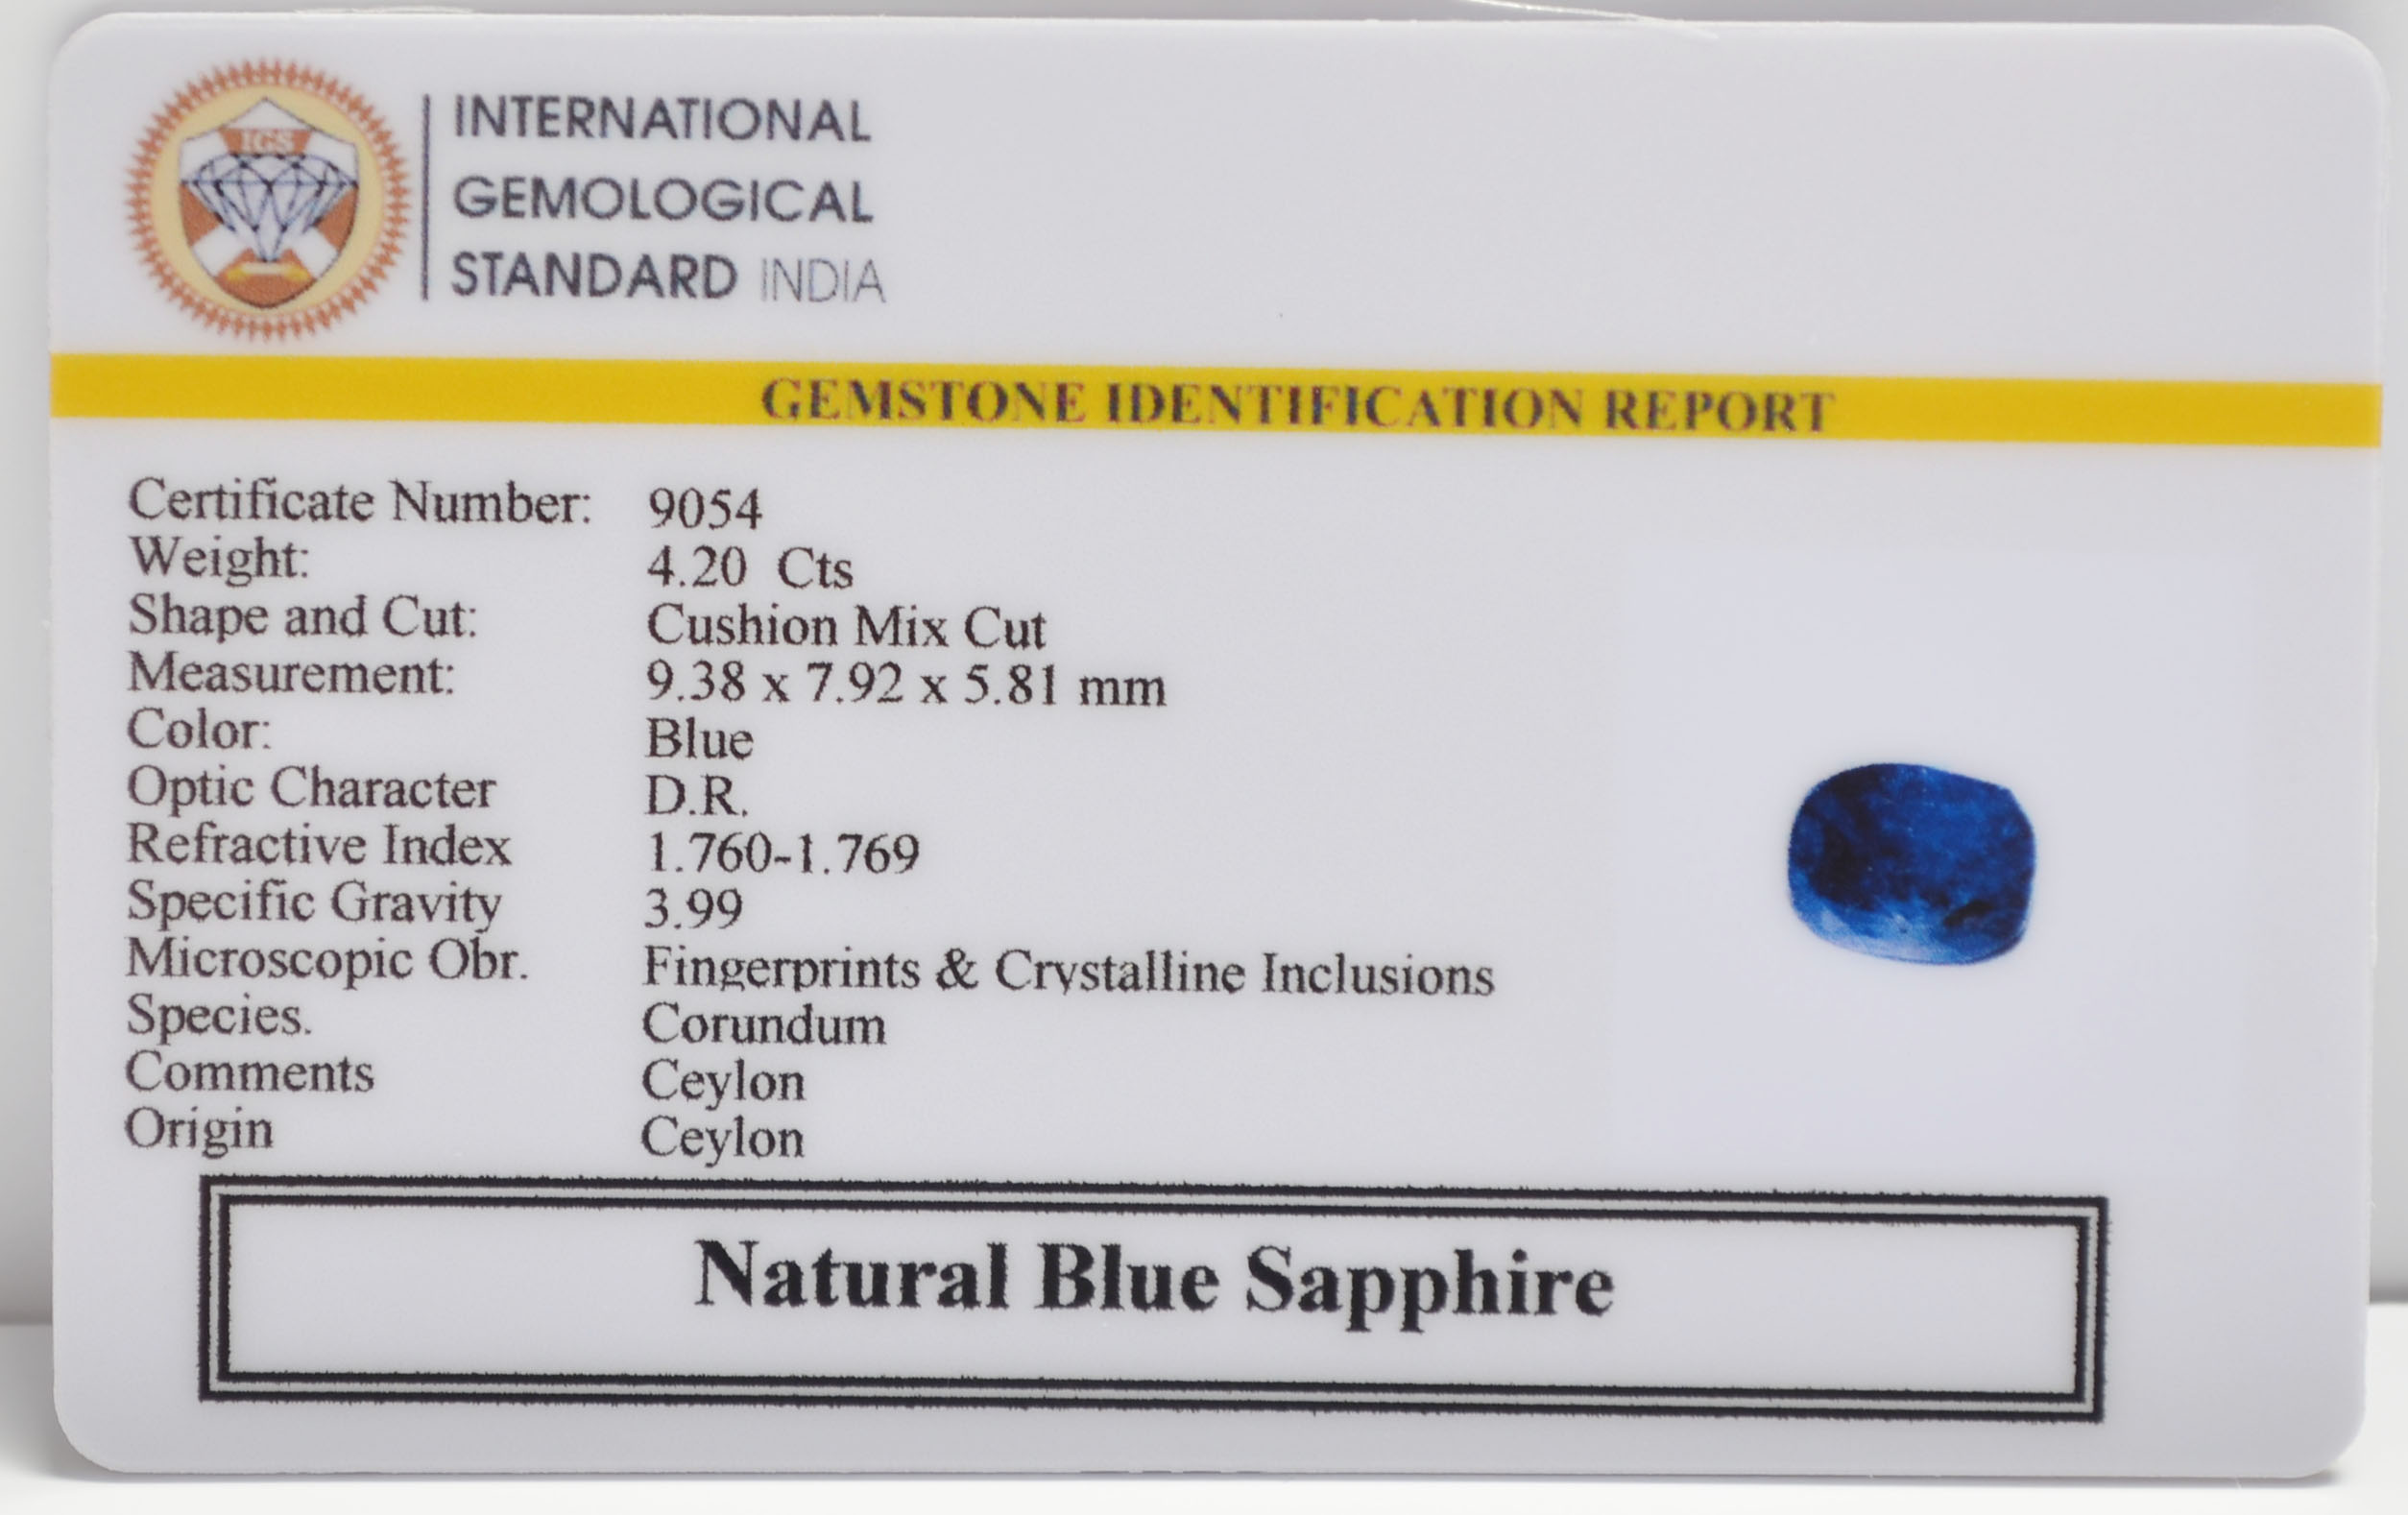 IGS
INTERNATIONAL
GEMOLOGICAL
STANDARD INDIA
GEMSTONE IDENTIFICATION REPORT
Certificate Number: 9054
Weight: 4.20 Cts
Shape and Cut: Cushion Mix Cut
Measurement: 9.38 x 7.92 x 5.81 mm
Color: Blue
Optic Character D.R.
Refractive Index 1.760-1.769
Specific Gravity 3.99
Microscopic Obr. Fingerprints & Crystalline Inclusions
Species. Corundum
Comments Ceylon
Origin Ceylon
Natural Blue Sapphire